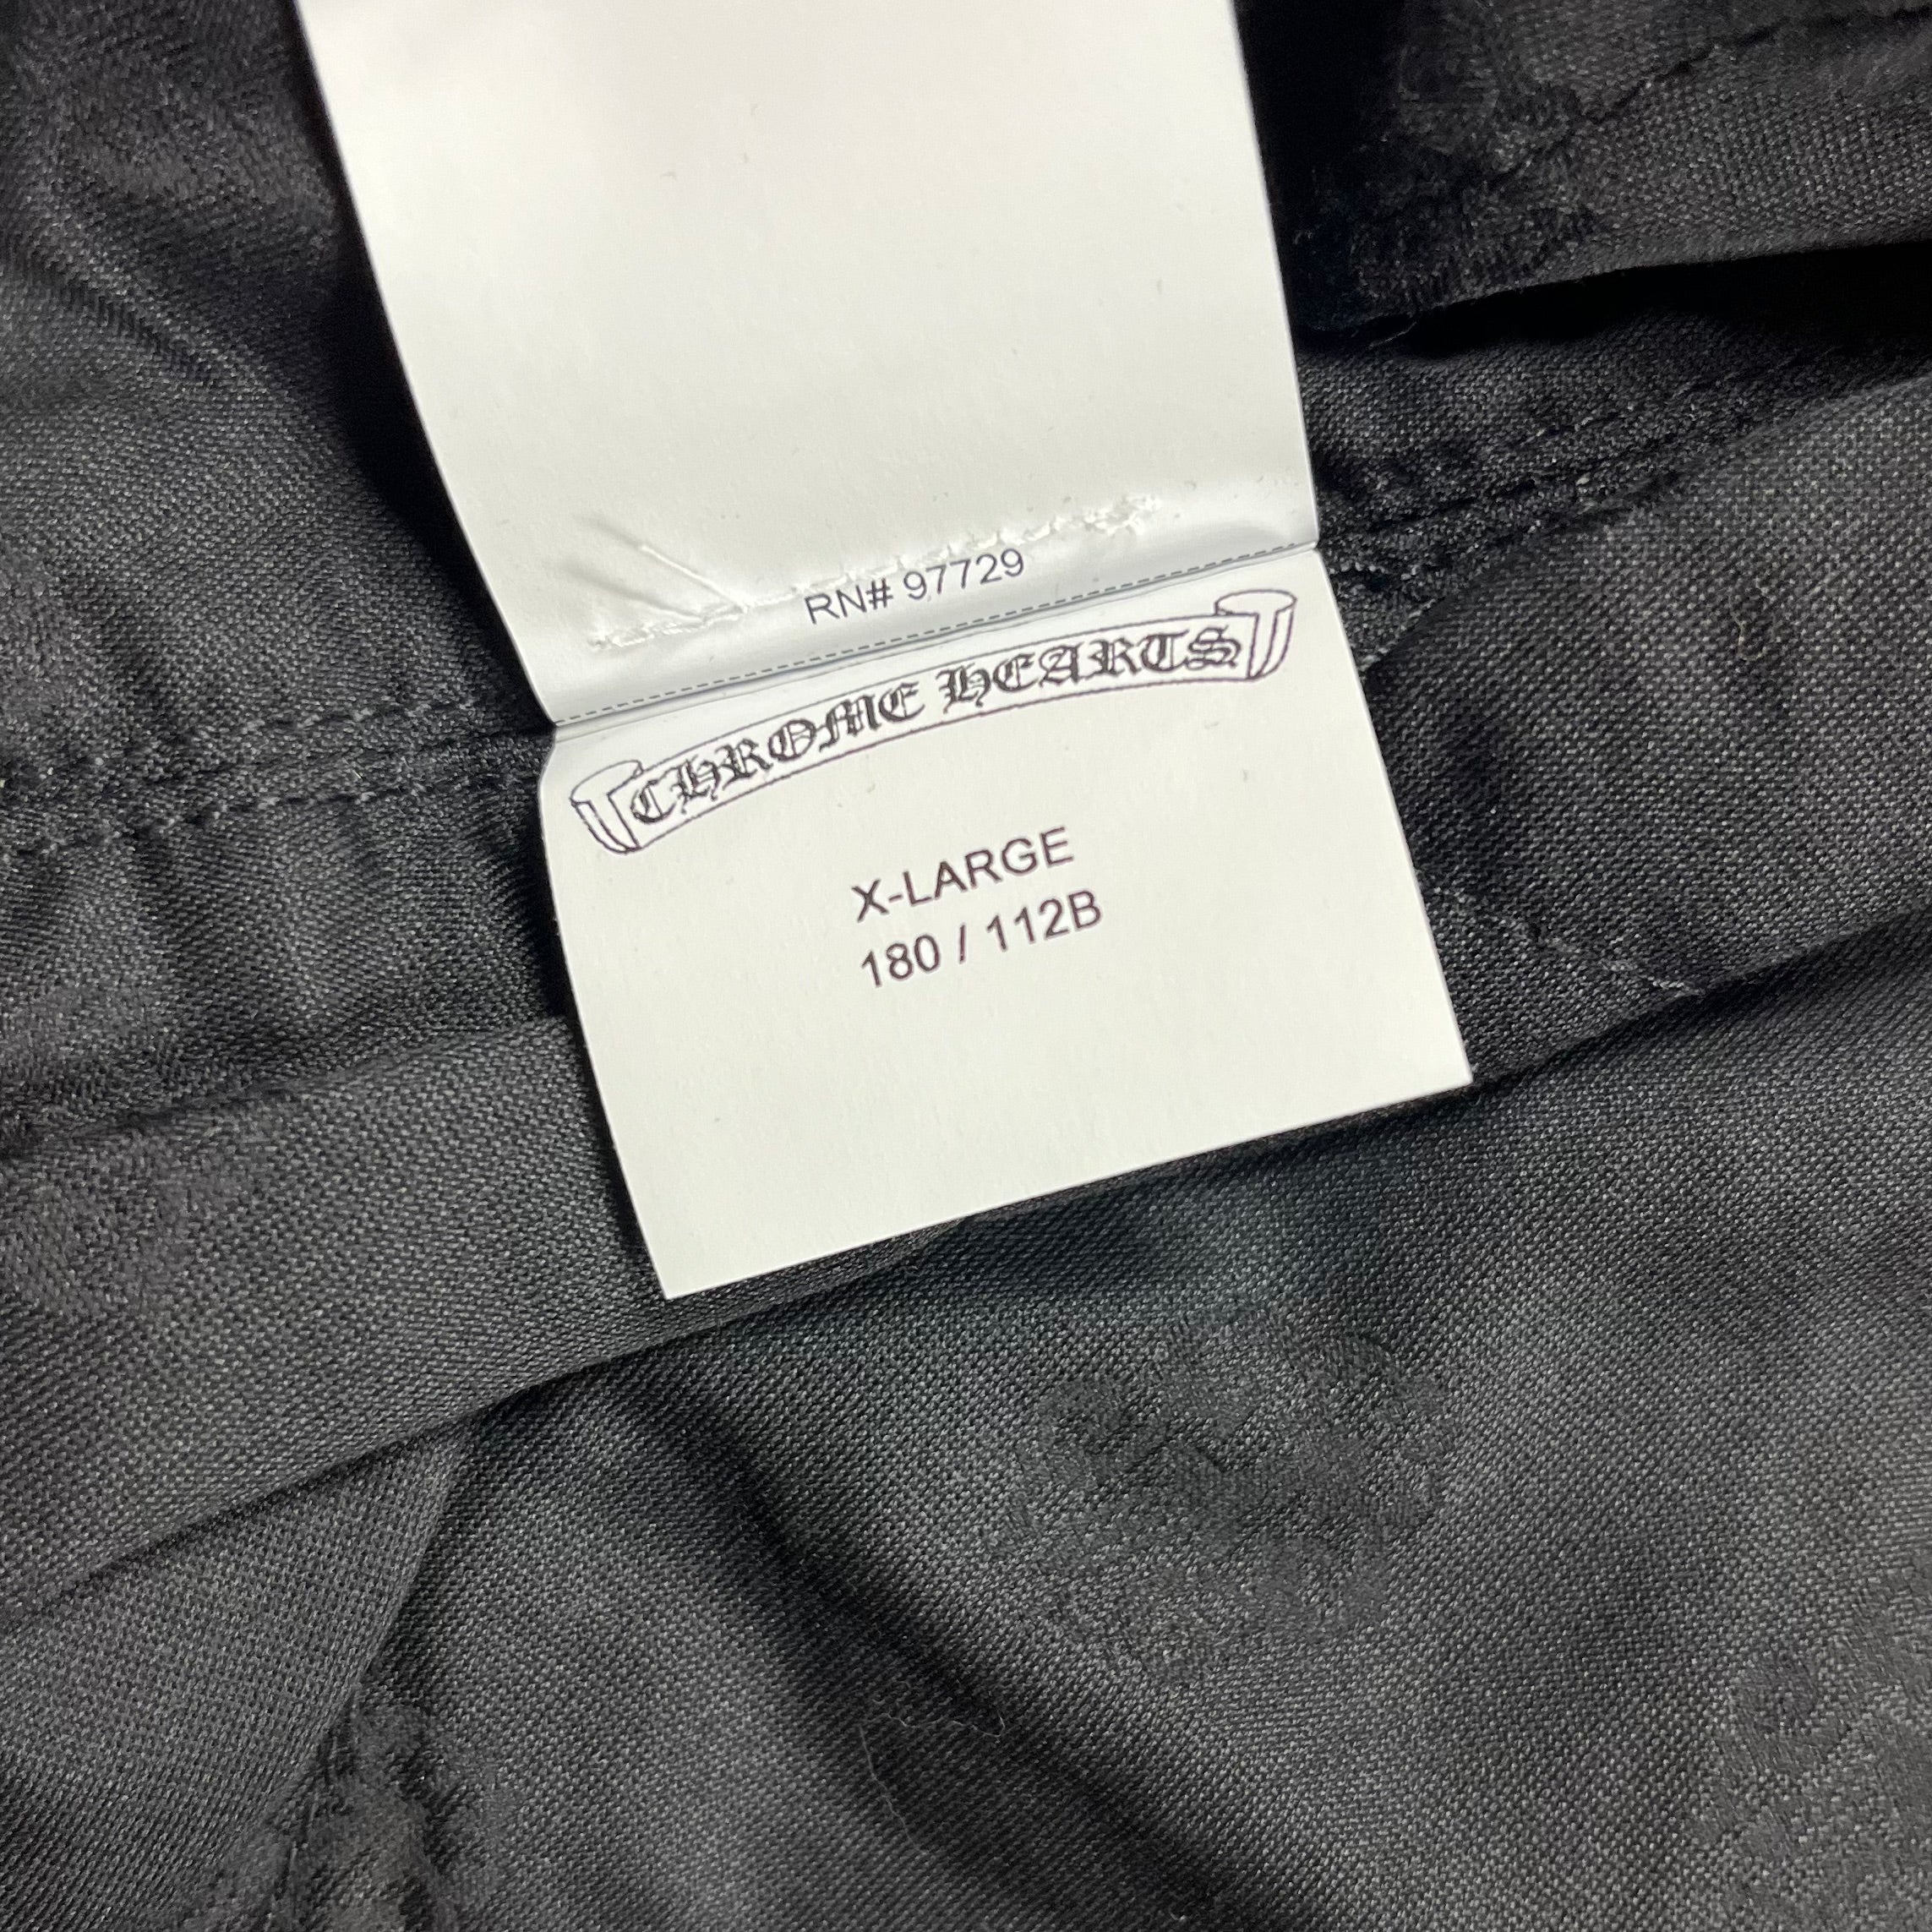 RN# 97729
CHROME HEARTS
X-LARGE
180 / 112B